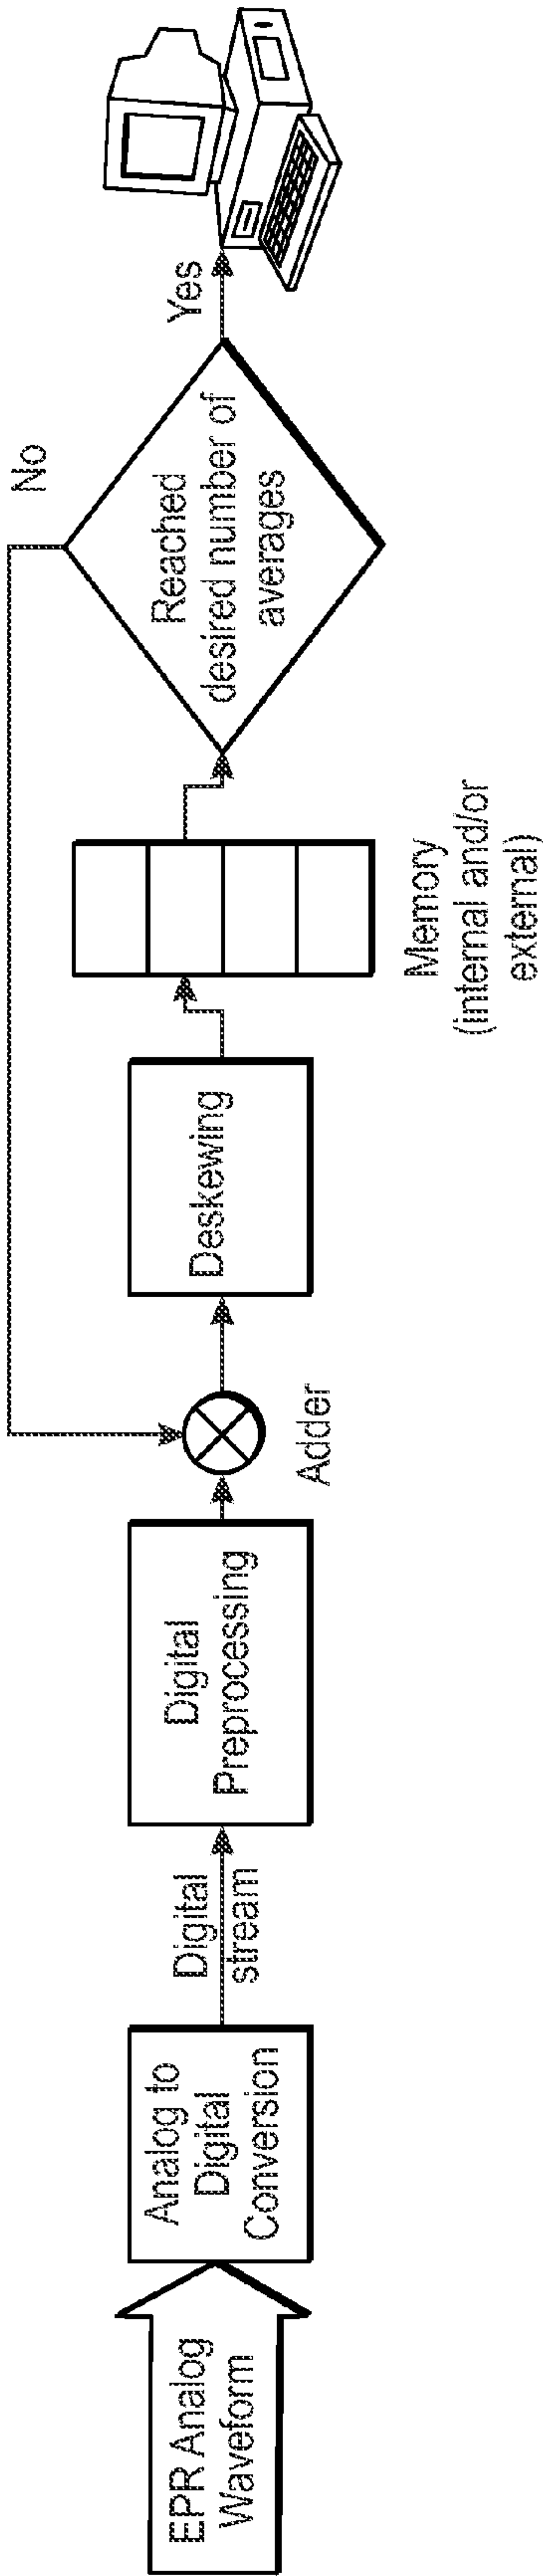 EPR Analog
Waveform
Analog to
Digital
Conversion
Digital
stream
Digital
Preprocessing
Adder
Deskewing
Memory
(internal and/or
external)
Reached
desired number of
averages
No
Yes